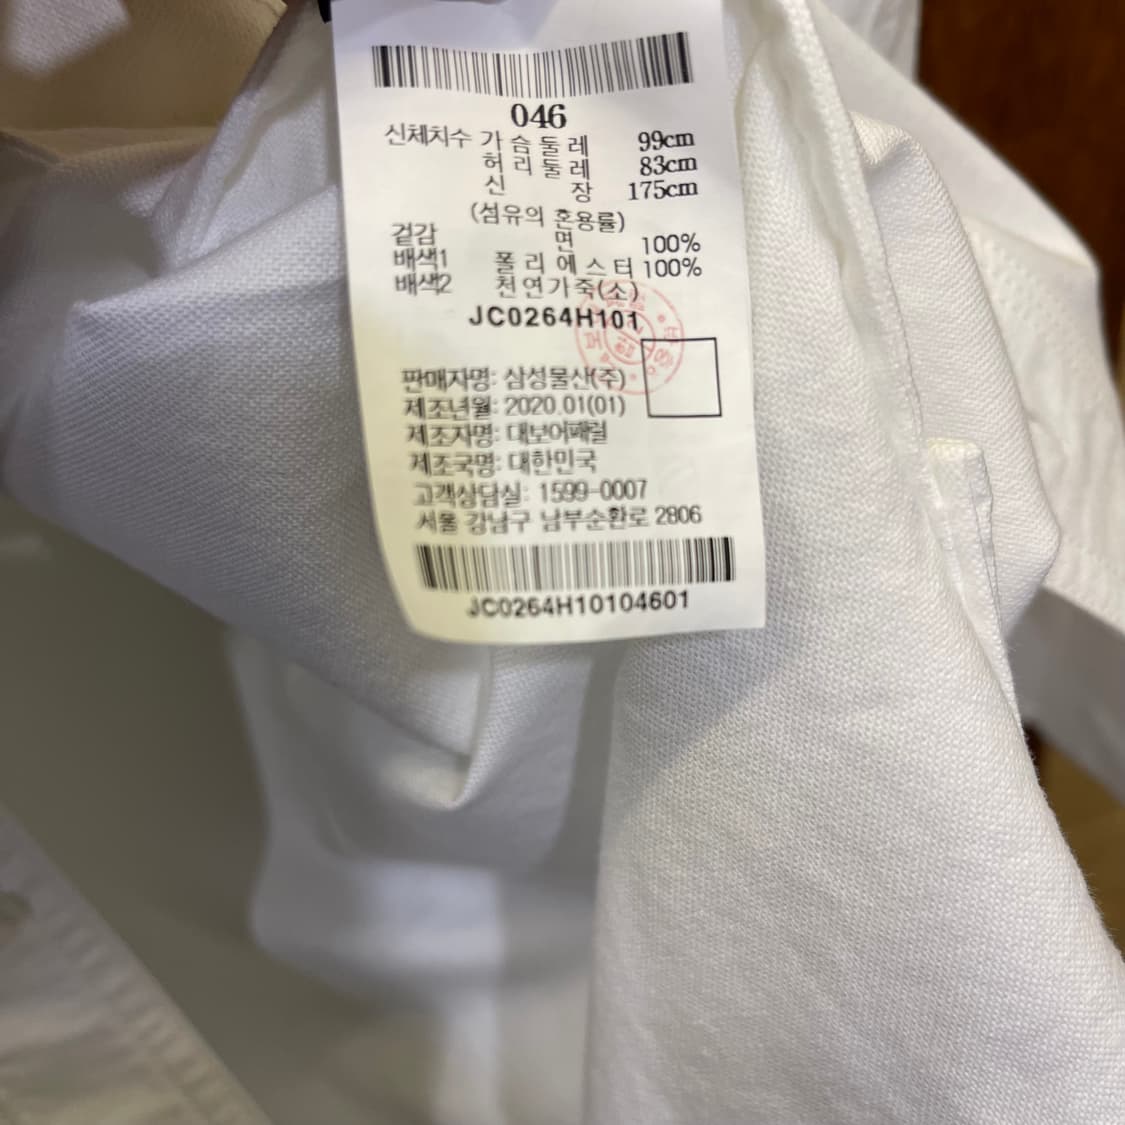 046
신체치수 가슴둘레 99cm
허리둘레 83cm
신장 175cm
(섬유의 혼용률)
겉감 면 100%
배색1 폴리에스터 100%
배색2 천연가죽(소)
JC0264H101
판매자명: 삼성물산(주)
제조년월: 2020.01(01)
제조자명: 대보어패럴
제조국명: 대한민국
고객상담실: 1599-0007
서울 강남구 남부순환로 2806
JC0264H10104601